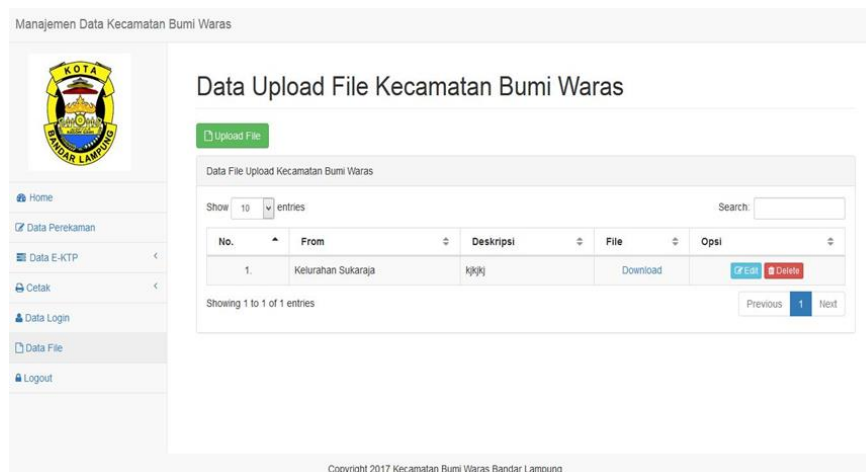 Manajemen Data Kecamatan Bumi Waras
KOTA
BANDAR LAMPUNG
Home
Data Perekaman
Data E-KTP
Cetak
Data Login
Data File
Logout
Data Upload File Kecamatan Bumi Waras
Upload File
Data File Upload Kecamatan Bumi Waras
Show 10 entries Search:
No. From Deskripsi File Opsi
1. Kelurahan Sukaraja kjkjkj Download Edit Delete
Showing 1 to 1 of 1 entries Previous 1 Next
Copyright 2017 Kecamatan Bumi Waras Bandar Lampung